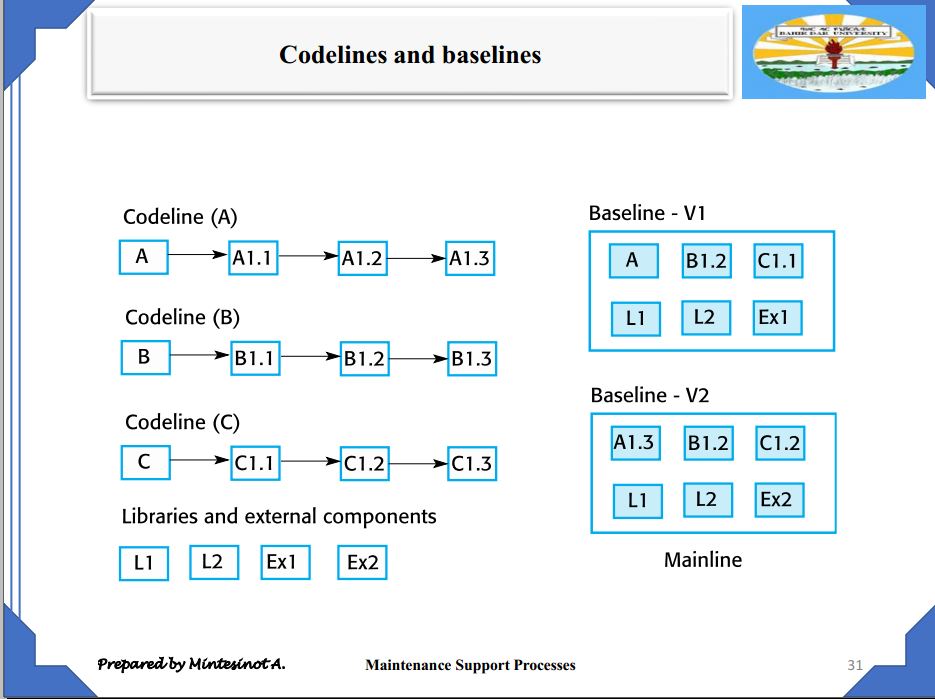 Codelines and baselines
BAHIR DAR UNIVERSITY
Codeline (A)
A A1.1 A1.2 A1.3
Codeline (B)
B B1.1 B1.2 B1.3
Codeline (C)
C C1.1 C1.2 C1.3
Libraries and external components
L1 L2 Ex1 Ex2
Baseline - V1
A B1.2 C1.1
L1 L2 Ex1
Baseline - V2
A1.3 B1.2 C1.2
L1 L2 Ex2
Mainline
Prepared by Mintesinot A.
Maintenance Support Processes
31